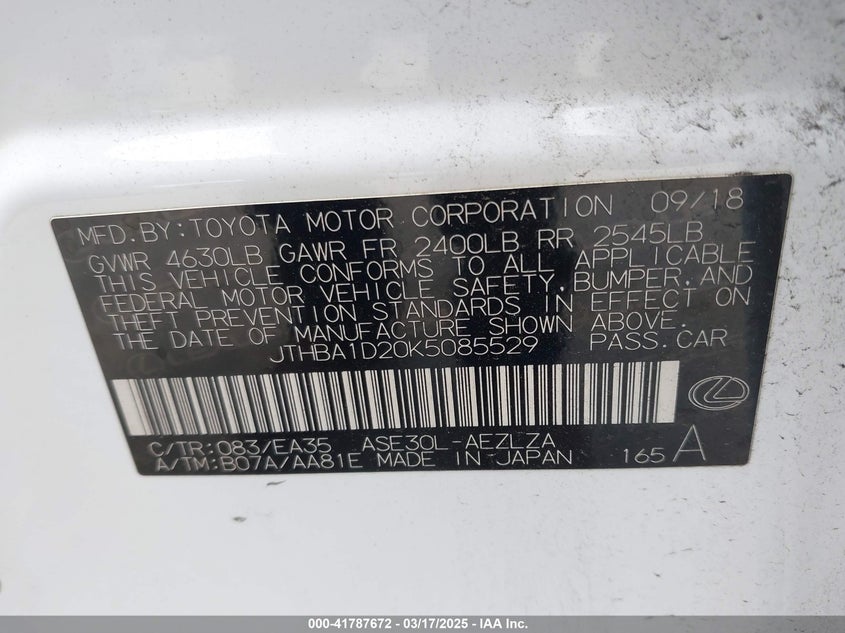 MFD. BY: TOYOTA MOTOR CORPORATION 09/18
GVWR 4630LB GAWR FR 2400LB RR 2545LB
THIS VEHICLE CONFORMS TO ALL APPLICABLE
FEDERAL MOTOR VEHICLE SAFETY, BUMPER, AND
THEFT PREVENTION STANDARDS IN EFFECT ON
THE DATE OF MANUFACTURE SHOWN ABOVE.
JTHBA1D20K5085529 PASS. CAR
C/TR: 083/EA35 ASE30L-AEZLZA
A/TM: B07A/AA81E MADE IN JAPAN 165 A
000-41787672 — 03/17/2025 — IAA Inc.